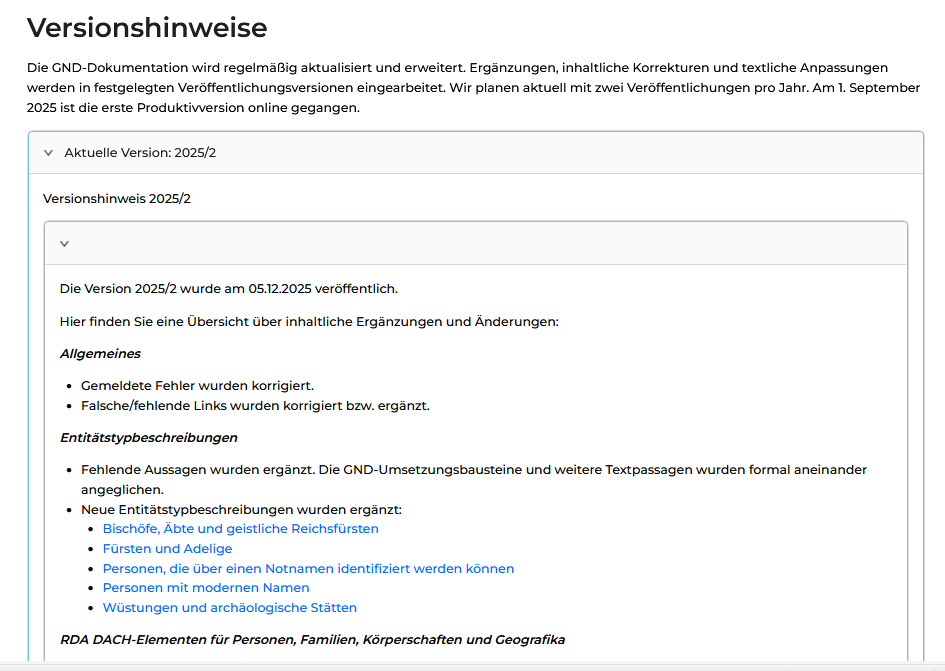 Versionshinweise
Die GND-Dokumentation wird regelmäßig aktualisiert und erweitert. Ergänzungen, inhaltliche Korrekturen und textliche Anpassungen
werden in festgelegten Veröffentlichungsversionen eingearbeitet. Wir planen aktuell mit zwei Veröffentlichungen pro Jahr. Am 1. September
2025 ist die erste Produktivversion online gegangen.
Aktuelle Version: 2025/2
Versionshinweis 2025/2
Die Version 2025/2 wurde am 05.12.2025 veröffentlich.
Hier finden Sie eine Übersicht über inhaltliche Ergänzungen und Änderungen:
Allgemeines
• Gemeldete Fehler wurden korrigiert.
• Falsche/fehlende Links wurden korrigiert bzw. ergänzt.
Entitätstypbeschreibungen
• Fehlende Aussagen wurden ergänzt. Die GND-Umsetzungsbausteine und weitere Textpassagen wurden formal aneinander
angeglichen.
• Neue Entitätstypbeschreibungen wurden ergänzt:
• Bischöfe, Äbte und geistliche Reichsfürsten
• Fürsten und Adelige
• Personen, die über einen Notnamen identifiziert werden können
• Personen mit modernen Namen
• Wüstungen und archäologische Stätten
RDA DACH-Elementen für Personen, Familien, Körperschaften und Geografika